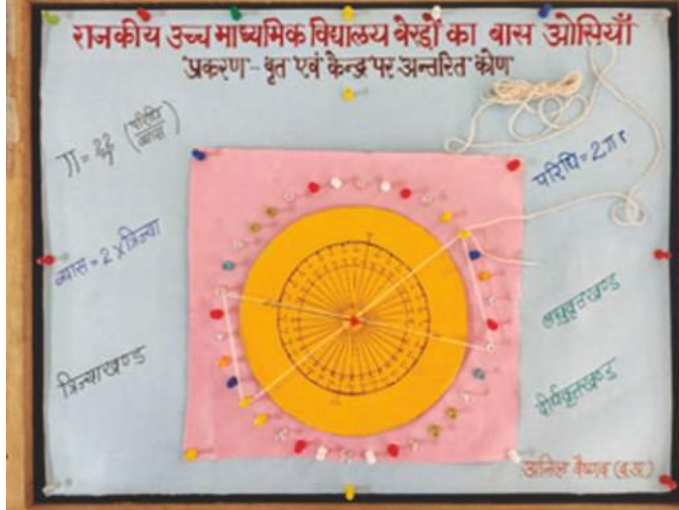 राजकीय उच्च माध्यमिक विद्यालय बेरडों का बास ओसियाँ
प्रकरण - वृत एवं केन्द्र पर अन्तरित कोण
π = 22/7 (परिधि/व्यास)
परिधि = 2πr
व्यास = 2 X त्रिज्या
लघुवृतखण्ड
त्रिज्याखण्ड
दीर्घवृतखण्ड
अनिल वैष्णव (व.अ.)